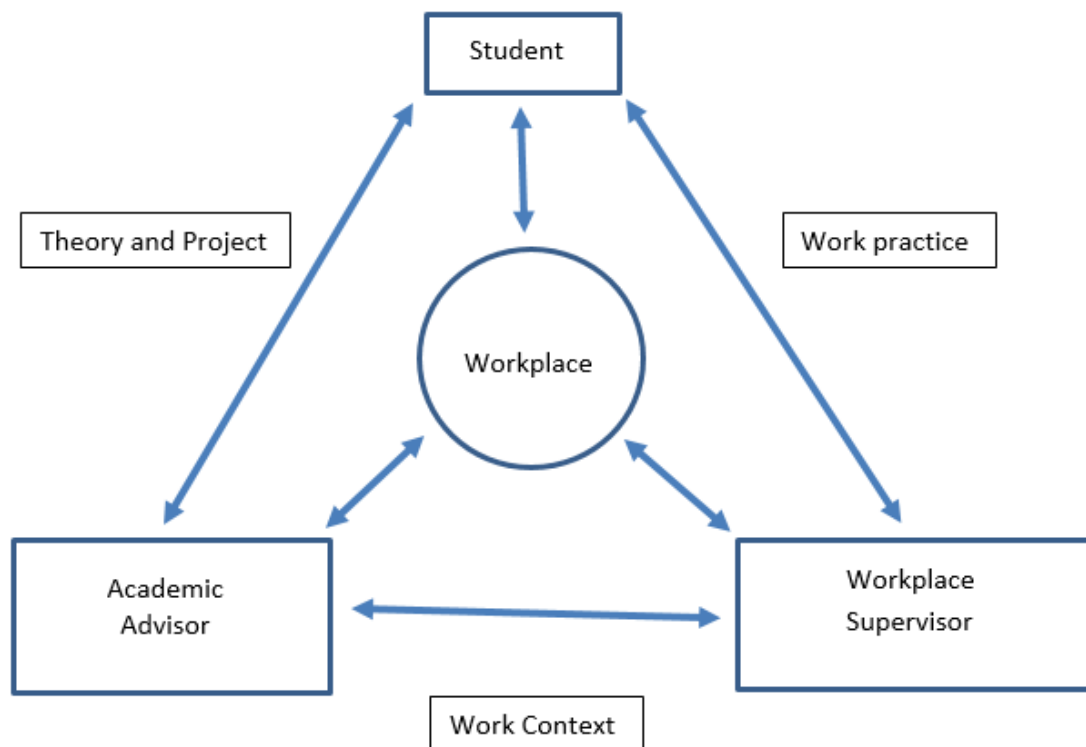 Student
Theory and Project
Work practice
Workplace
Academic
Advisor
Workplace
Supervisor
Work Context